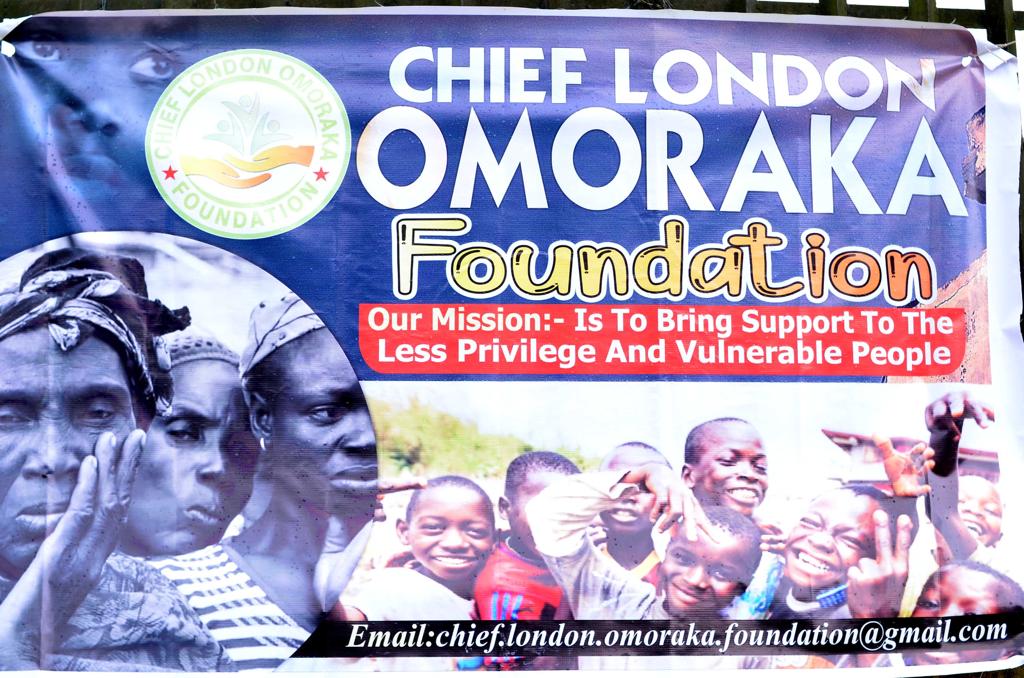 CHIEF LONDON OMORAKA
FOUNDATION
CHIEF LONDON
OMORAKA
Foundation
Our Mission:- Is To Bring Support To The
Less Privilege And Vulnerable People
Email:chief.london.omoraka.foundation@gmail.com